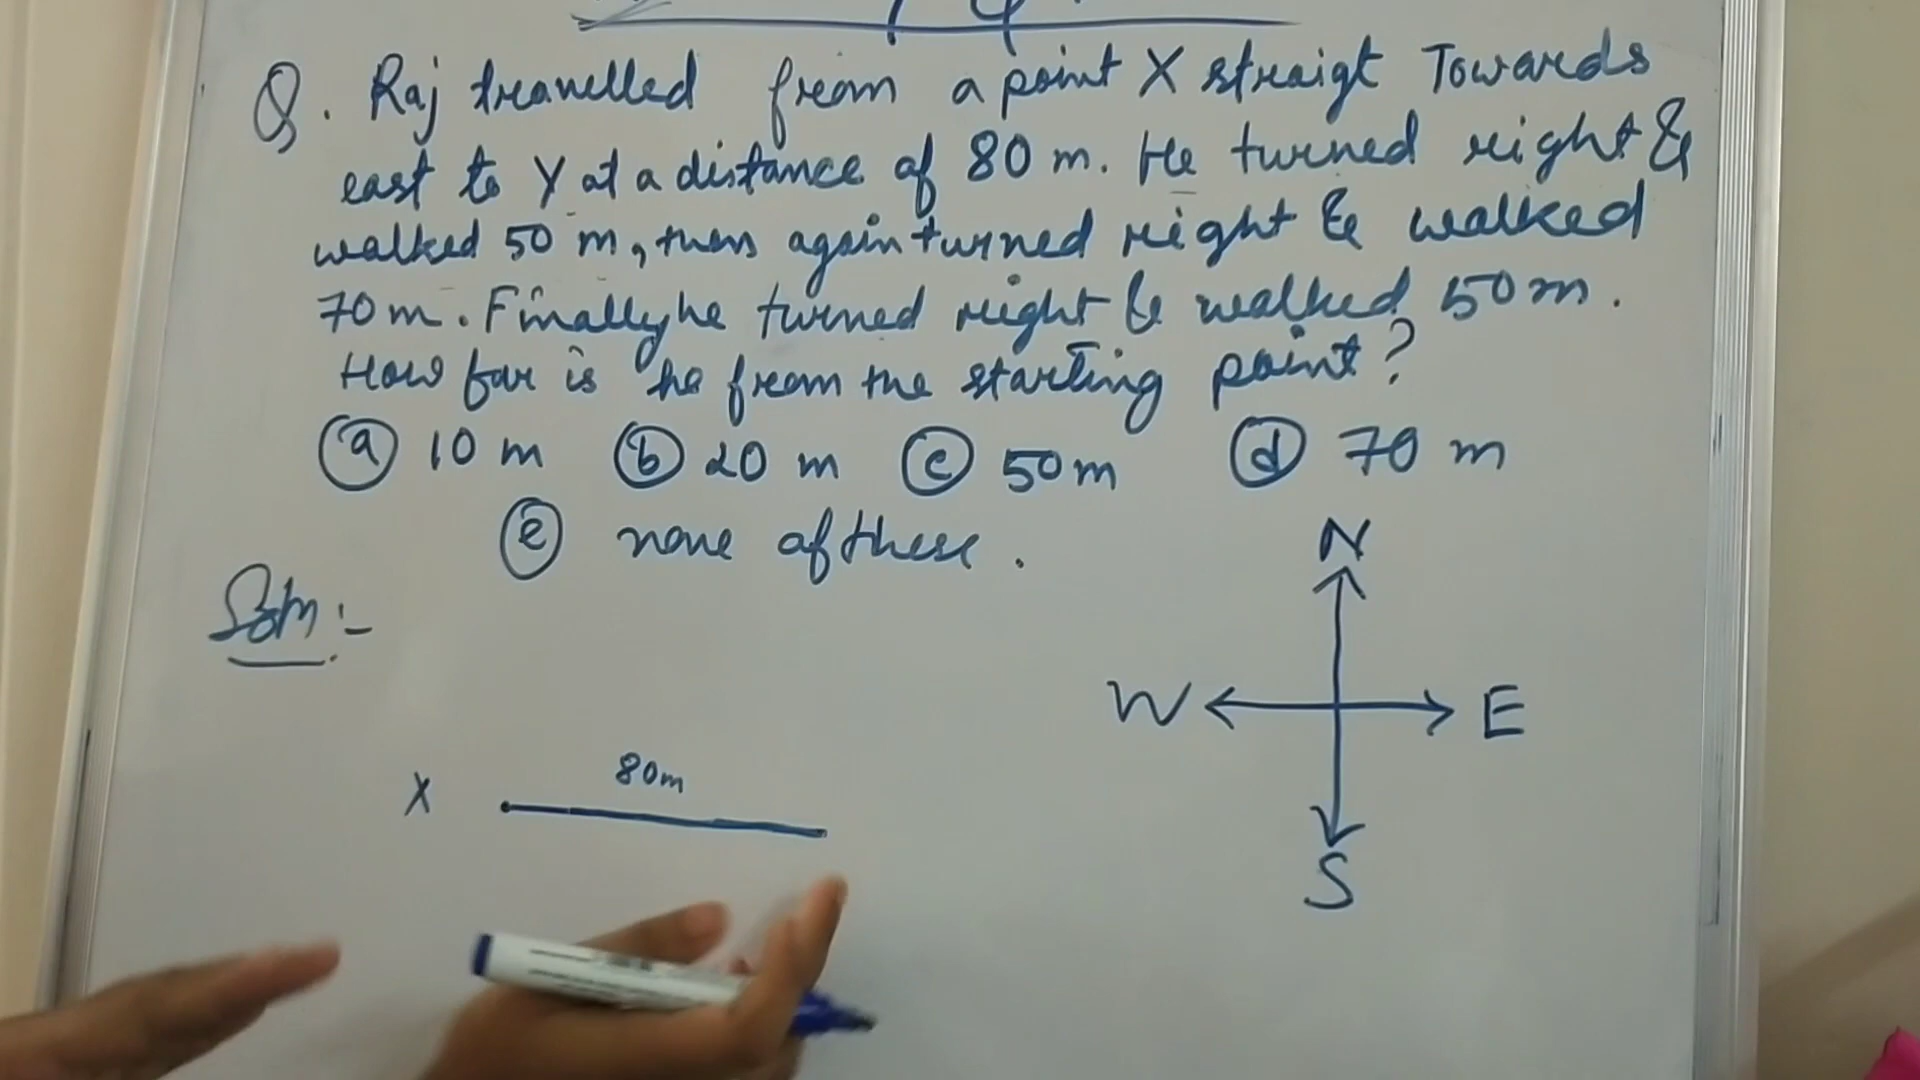 Q. Raj travelled from a point X straigt Towards
east to Y at a distance of 80 m. He turned right &
walked 50 m, then again turned right & walked
70 m. Finally he turned right & walked 50 m.
How far is he from the starting point?
(a) 10 m (b) 20 m (c) 50 m (d) 70 m
(e) none of these.
N
Soln :-
W E
80m
X
S